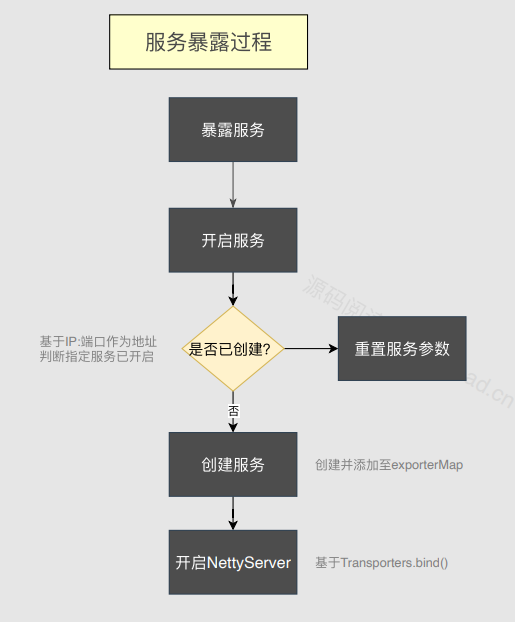 服务暴露过程
暴露服务
开启服务
基于IP:端口作为地址
判断指定服务已开启
是否已创建?
重置服务参数
否
创建服务
创建并添加至exporterMap
开启NettyServer
基于Transporters.bind()
源码阅
ad.cn